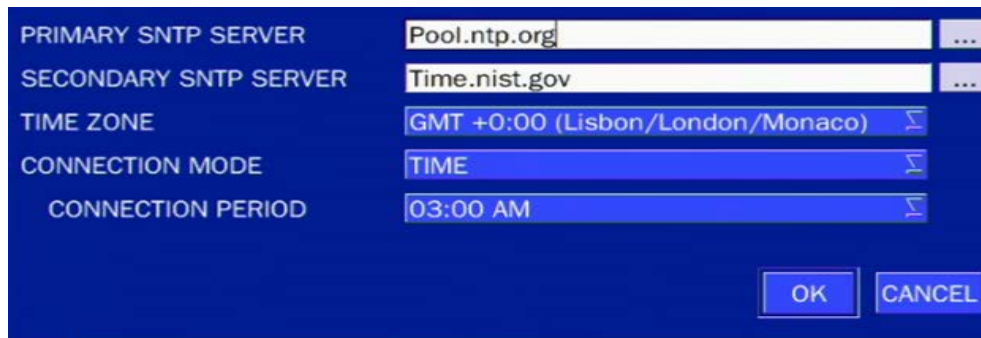 PRIMARY SNTP SERVER Pool.ntp.org ...
SECONDARY SNTP SERVER Time.nist.gov ...
TIME ZONE GMT +0:00 (Lisbon/London/Monaco)
CONNECTION MODE TIME
CONNECTION PERIOD 03:00 AM
OK CANCEL